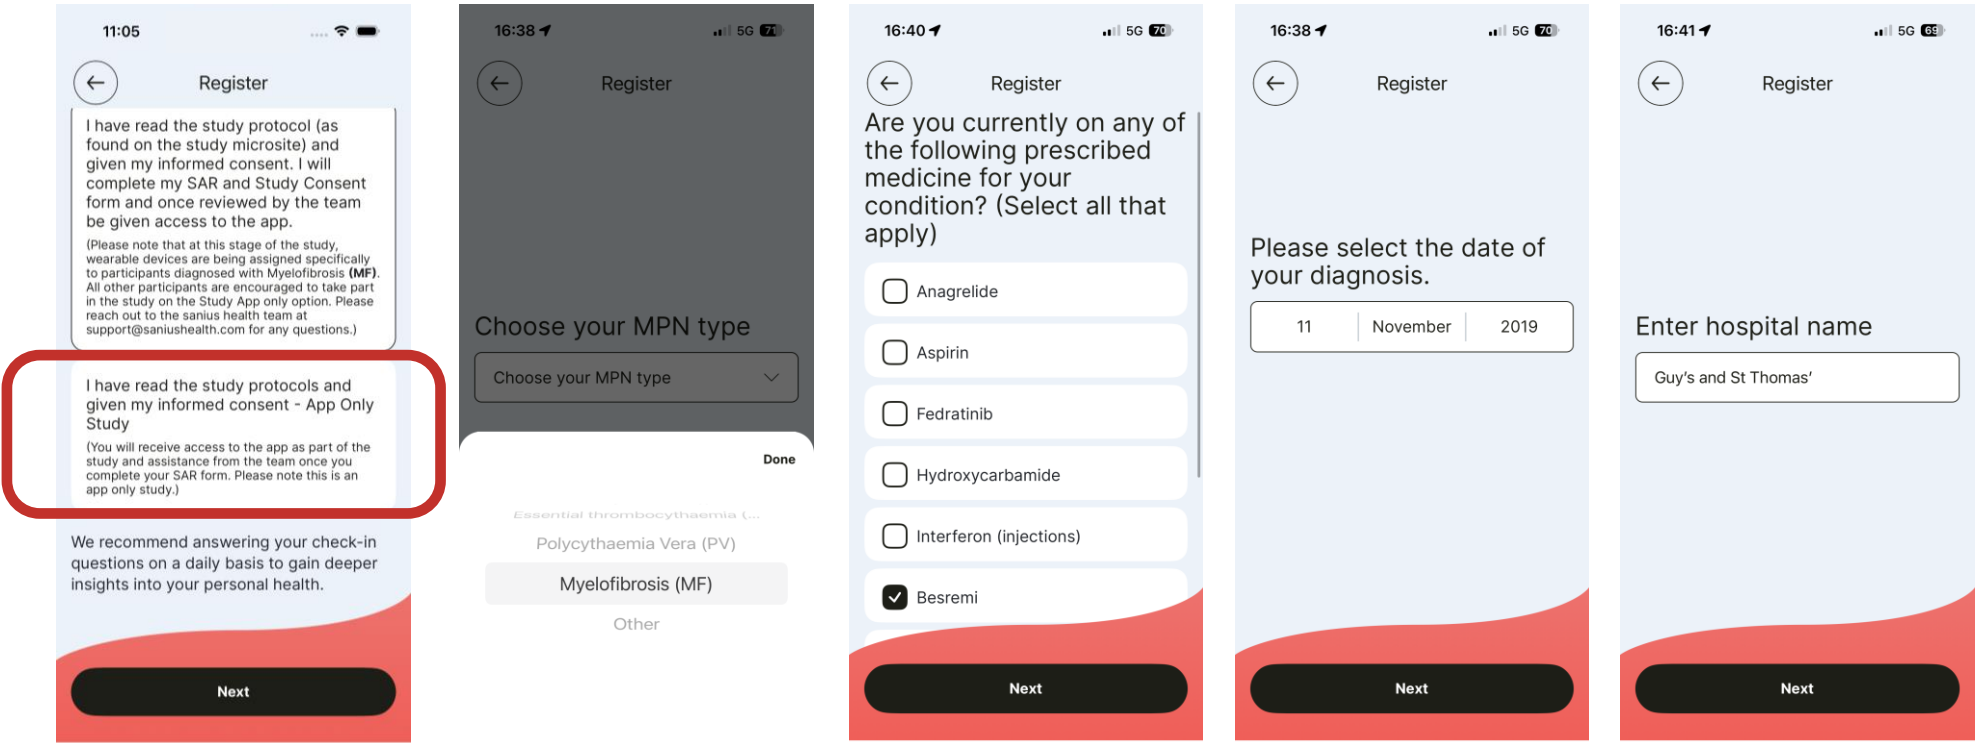 11:05
Register
I have read the study protocol (as
found on the study microsite) and
given my informed consent. I will
complete my SAR and Study Consent
form and once reviewed by the team
be given access to the app.
(Please note that at this stage of the study,
wearable devices are being assigned specifically
to participants diagnosed with Myelofibrosis (MF).
All other participants are encouraged to take part
in the study on the Study App only option. Please
reach out to the sanius health team at
support@saniushealth.com for any questions.)
I have read the study protocols and
given my informed consent - App Only
Study
(You will receive access to the app as part of the
study and assistance from the team once you
complete your SAR form. Please note this is an
app only study.)
We recommend answering your check-in
questions on a daily basis to gain deeper
insights into your personal health.
Next
16:38
5G 71
Register
Choose your MPN type
Choose your MPN type
Done
Essential thrombocythaemia (...
Polycythaemia Vera (PV)
Myelofibrosis (MF)
Other
16:40
5G 70
Register
Are you currently on any of
the following prescribed
medicine for your
condition? (Select all that
apply)
Anagrelide
Aspirin
Fedratinib
Hydroxycarbamide
Interferon (injections)
Besremi
Next
16:38
5G 70
Register
Please select the date of
your diagnosis.
11 November 2019
Next
16:41
5G 69
Register
Enter hospital name
Guy's and St Thomas'
Next